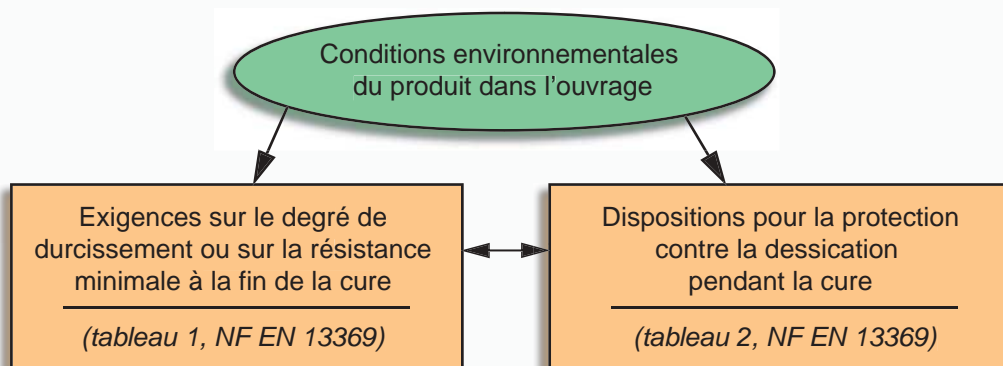 Conditions environnementales
du produit dans l’ouvrage
Exigences sur le degré de
durcissement ou sur la résistance
minimale à la fin de la cure
(tableau 1, NF EN 13369)
Dispositions pour la protection
contre la dessication
pendant la cure
(tableau 2, NF EN 13369)